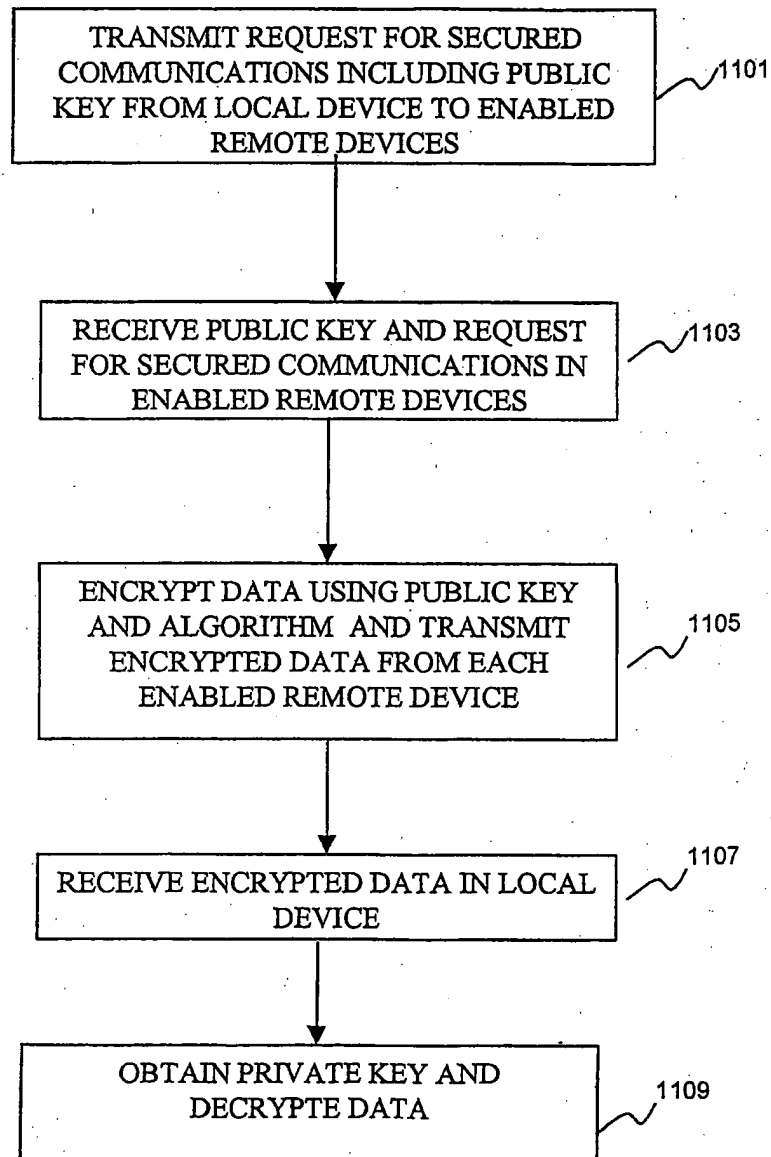 TRANSMIT REQUEST FOR SECURED
COMMUNICATIONS INCLUDING PUBLIC
KEY FROM LOCAL DEVICE TO ENABLED
REMOTE DEVICES
1101
RECEIVE PUBLIC KEY AND REQUEST
FOR SECURED COMMUNICATIONS IN
ENABLED REMOTE DEVICES
1103
ENCRYPT DATA USING PUBLIC KEY
AND ALGORITHM AND TRANSMIT
ENCRYPTED DATA FROM EACH
ENABLED REMOTE DEVICE
1105
RECEIVE ENCRYPTED DATA IN LOCAL
DEVICE
1107
OBTAIN PRIVATE KEY AND
DECRYPTE DATA
1109